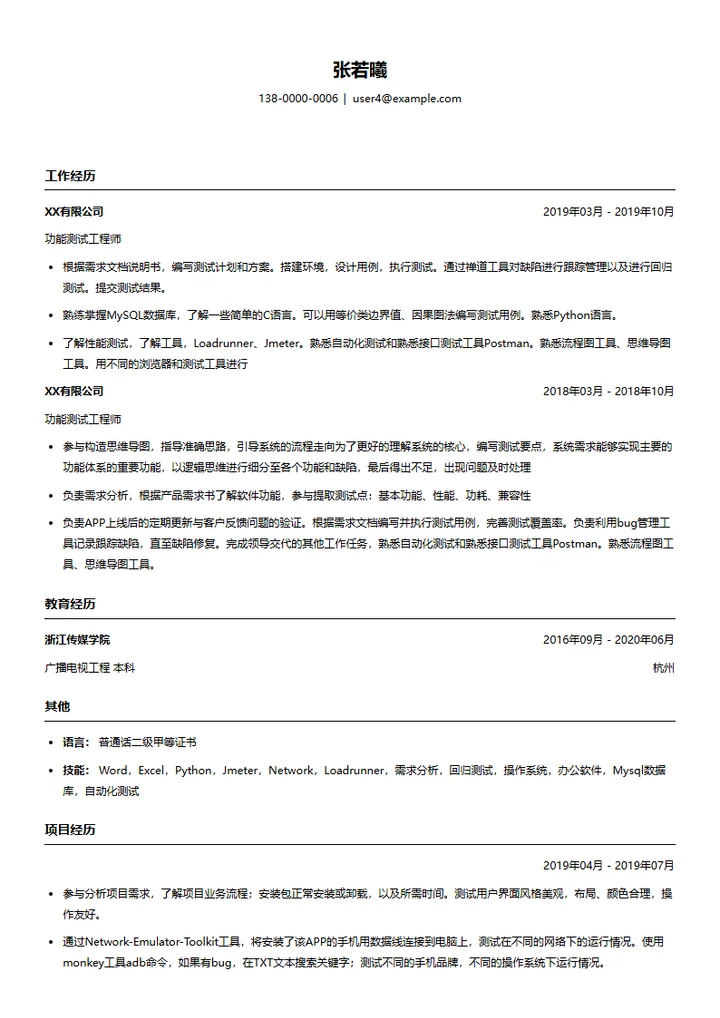 张若曦
138-0000-0006 | user4@example.com
工作经历
XX有限公司 2019年03月 - 2019年10月
功能测试工程师
• 根据需求文档说明书，编写测试计划和方案。搭建环境，设计用例，执行测试。通过禅道工具对缺陷进行跟踪管理以及进行回归
测试。提交测试结果。
• 熟练掌握MySQL数据库，了解一些简单的C语言。可以用等价类边界值、因果图法编写测试用例。熟悉Python语言。
• 了解性能测试，了解工具，Loadrunner、Jmeter。熟悉自动化测试和熟悉接口测试工具Postman。熟悉流程图工具、思维导图
工具。用不同的浏览器和测试工具进行
XX有限公司 2018年03月 - 2018年10月
功能测试工程师
• 参与构造思维导图，指导准确思路，引导系统的流程走向为了更好的理解系统的核心，编写测试要点，系统需求能够实现主要的
功能体系的重要功能，以逻辑思维进行细分至各个功能和缺陷，最后得出不足，出现问题及时处理
• 负责需求分析，根据产品需求书了解软件功能，参与提取测试点：基本功能、性能、功耗、兼容性
• 负责APP上线后的定期更新与客户反馈问题的验证。根据需求文档编写并执行测试用例，完善测试覆盖率。负责利用bug管理工
具记录跟踪缺陷，直至缺陷修复。完成领导交代的其他工作任务，熟悉自动化测试和熟悉接口测试工具Postman。熟悉流程图工
具、思维导图工具。
教育经历
浙江传媒学院 2016年09月 - 2020年06月
广播电视工程 本科 杭州
其他
• 语言： 普通话二级甲等证书
• 技能： Word，Excel，Python，Jmeter，Network，Loadrunner，需求分析，回归测试，操作系统，办公软件，Mysql数据
库，自动化测试
项目经历
2019年04月 - 2019年07月
• 参与分析项目需求，了解项目业务流程；安装包正常安装或卸载，以及所需时间。测试用户界面风格美观，布局、颜色合理，操
作友好。
• 通过Network-Emulator-Toolkit工具，将安装了该APP的手机用数据线连接到电脑上，测试在不同的网络下的运行情况。使用
monkey工具adb命令，如果有bug，在TXT文本搜索关键字；测试不同的手机品牌，不同的操作系统下运行情况。